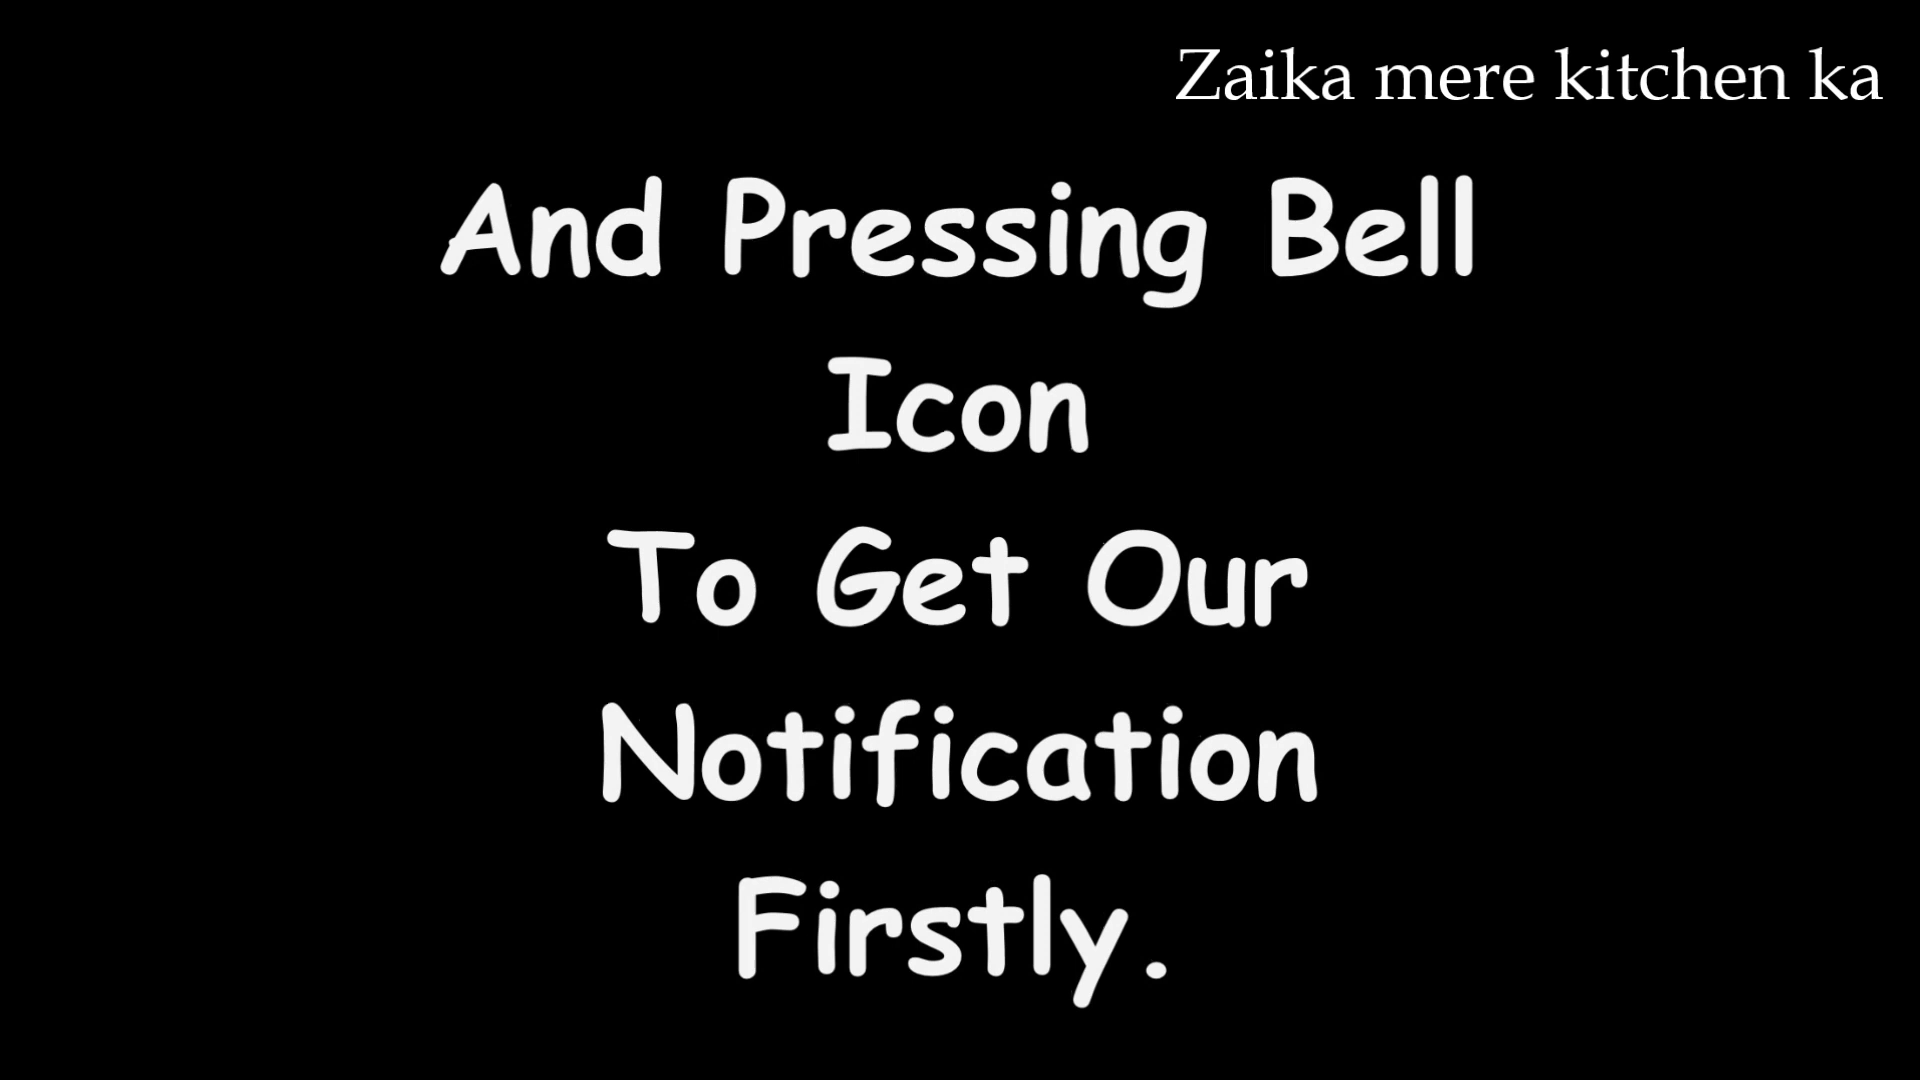 Zaika mere kitchen ka
And Pressing Bell
Icon
To Get Our
Notification
Firstly.